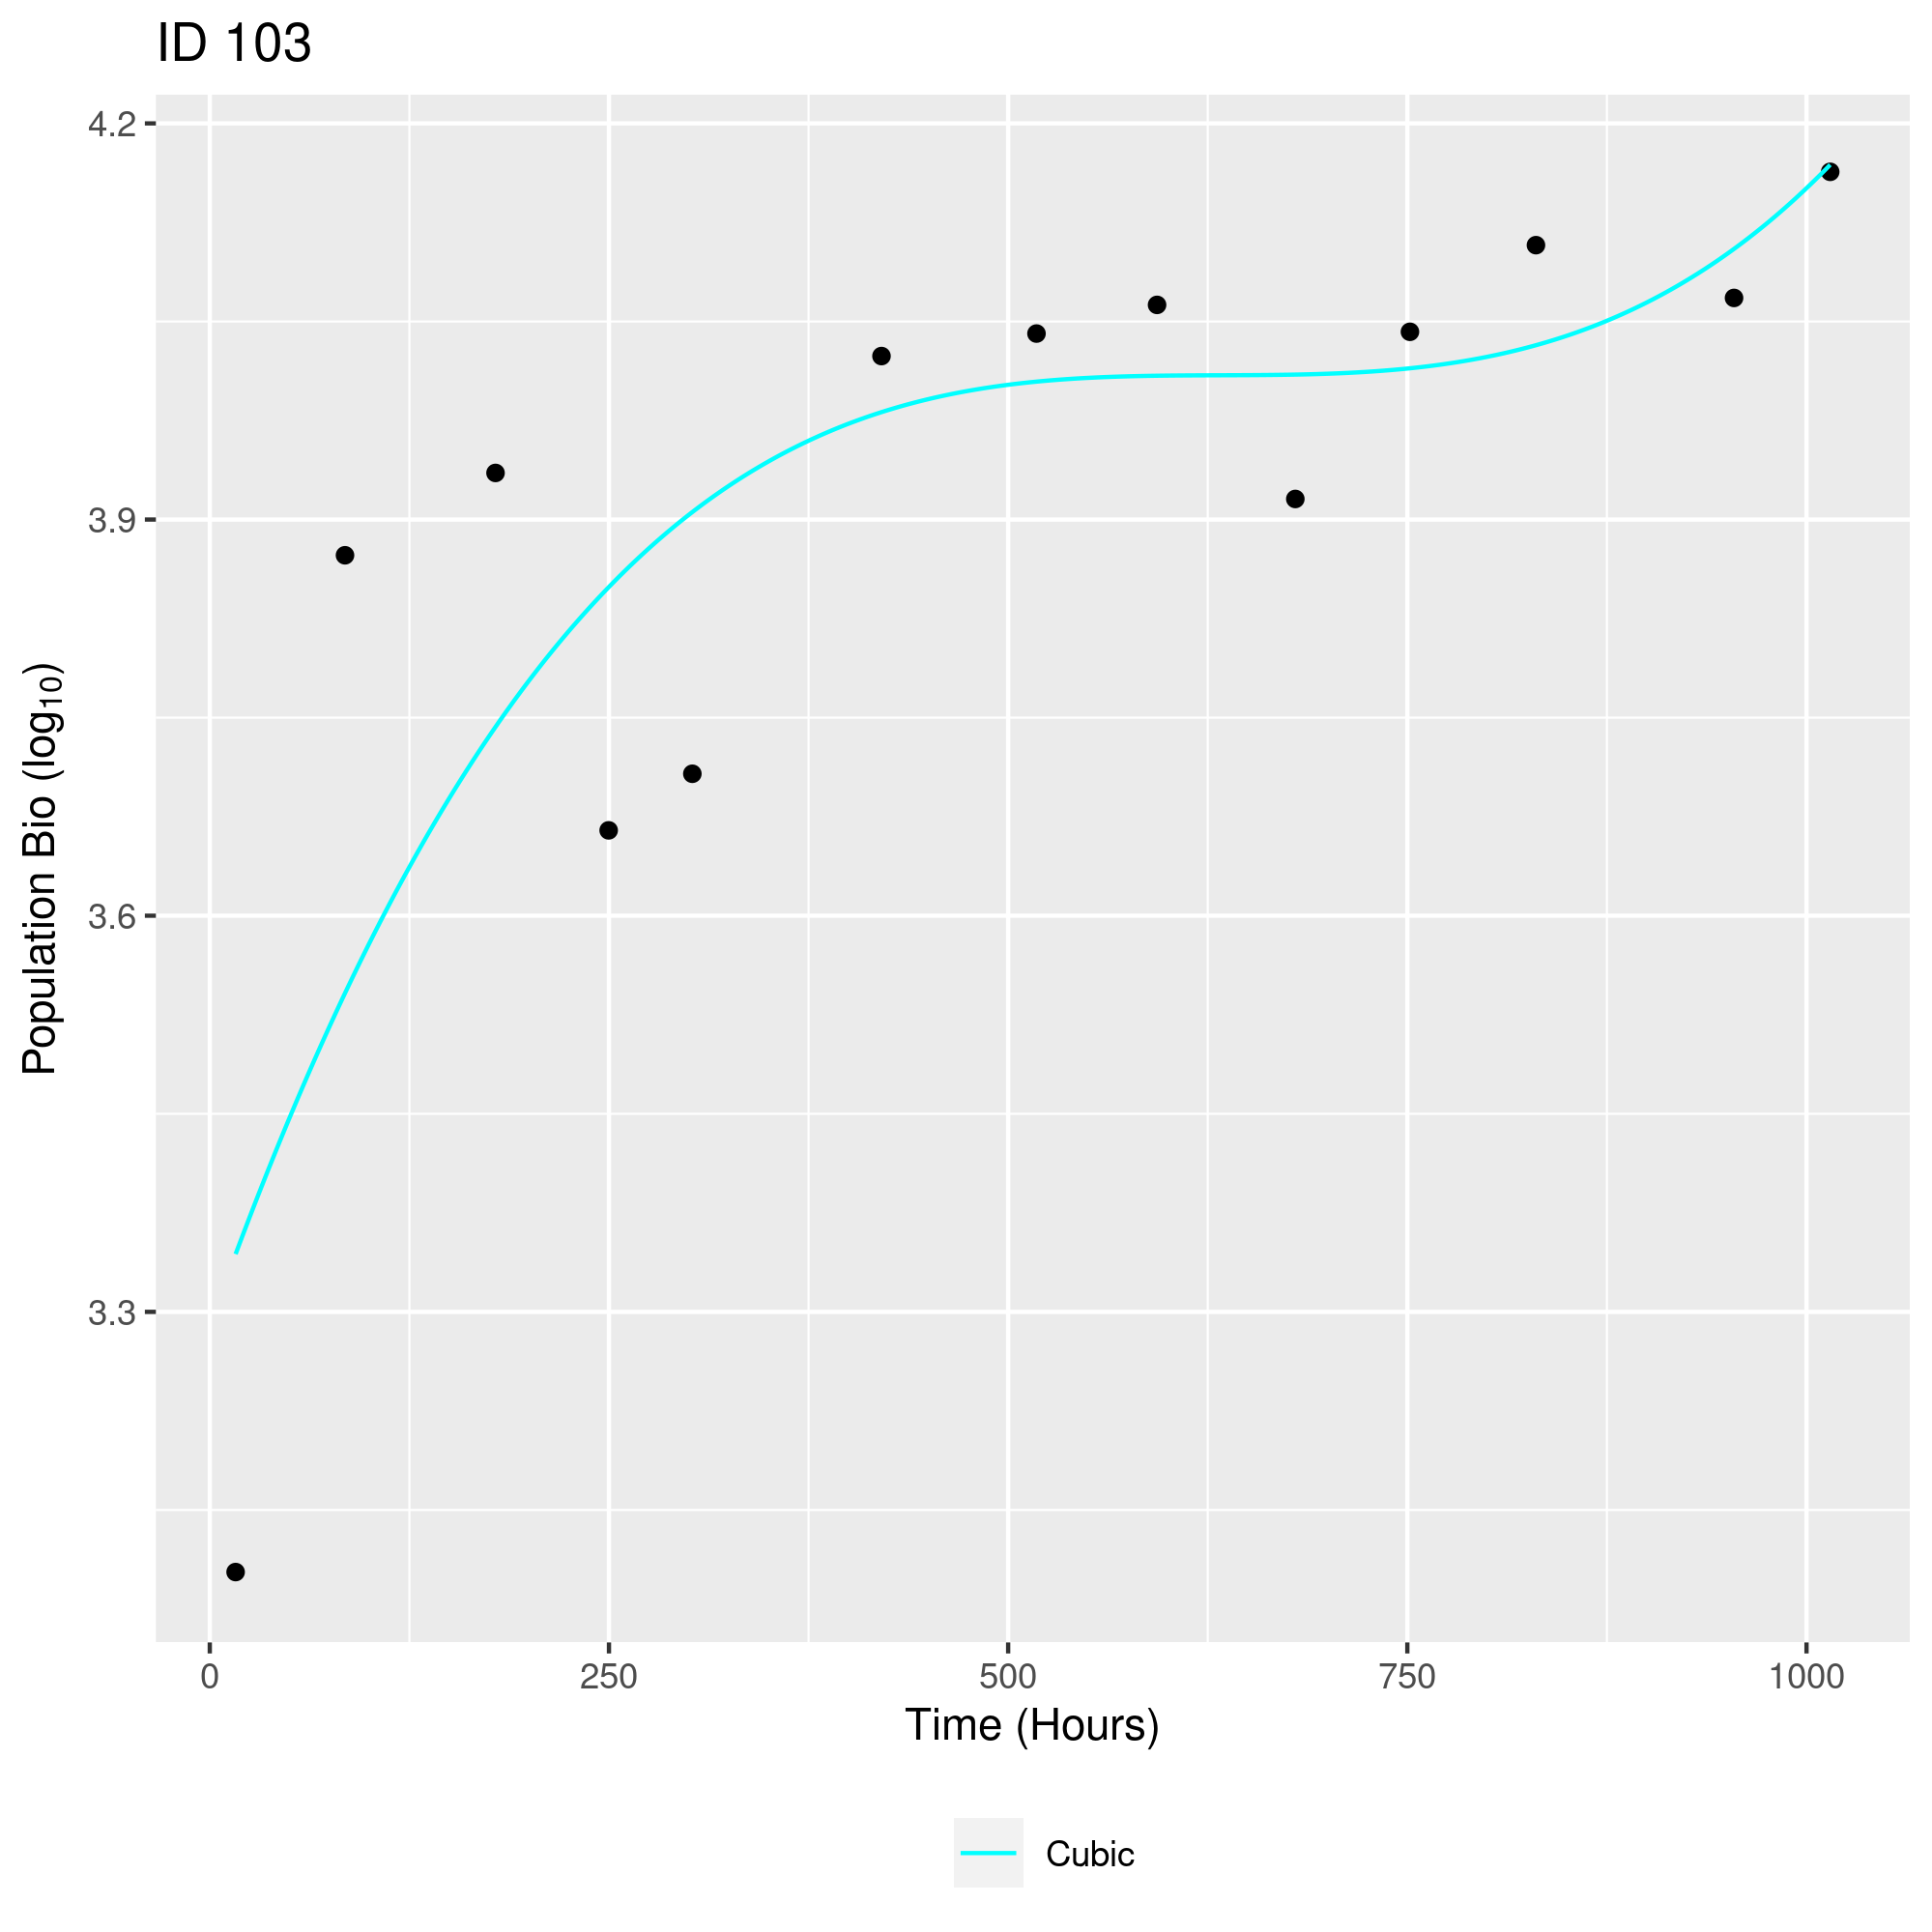 ID 103
4.2
3.9
3.6
3.3
Population Bio (log₁₀)
0 250 500 750 1000
Time (Hours)
Cubic